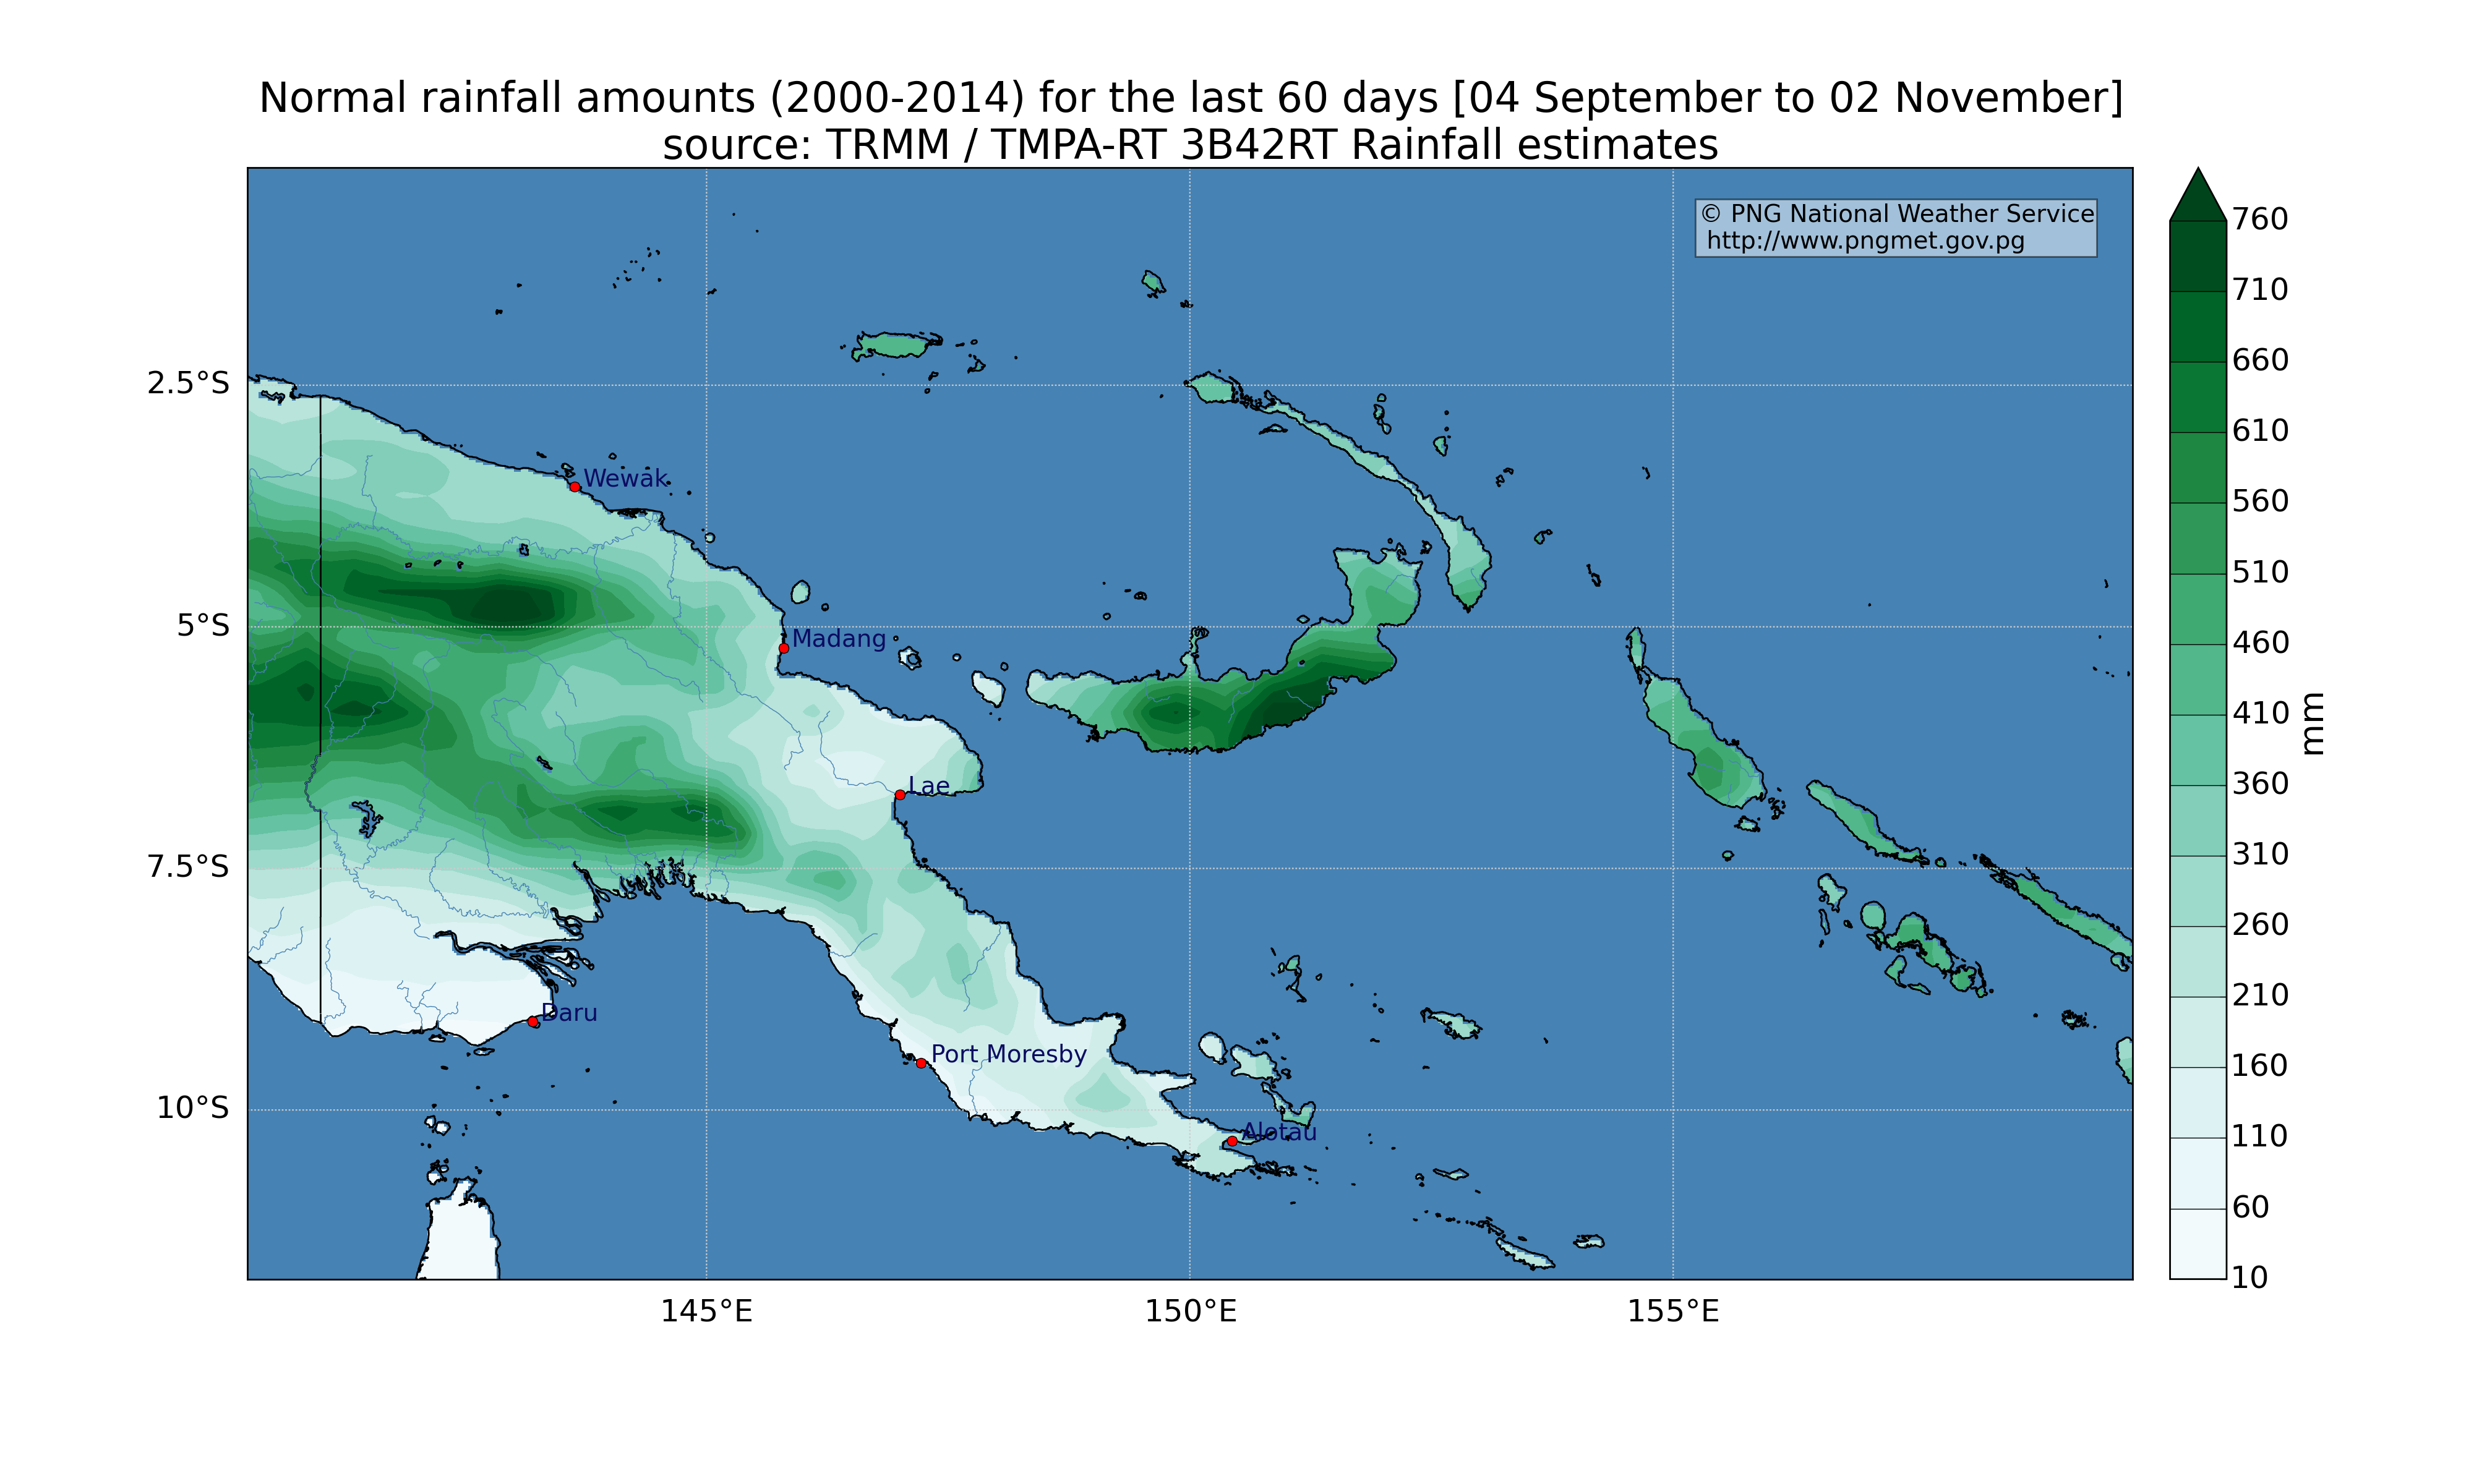 Normal rainfall amounts (2000-2014) for the last 60 days [04 September to 02 November]
source: TRMM / TMPA-RT 3B42RT Rainfall estimates
© PNG National Weather Service
http://www.pngmet.gov.pg
760
710
660
610
560
510
460
410
360
310
260
210
160
110
60
10
mm
2.5°S
5°S
7.5°S
10°S
Wewak
Madang
Lae
Daru
Port Moresby
Alotau
145°E
150°E
155°E